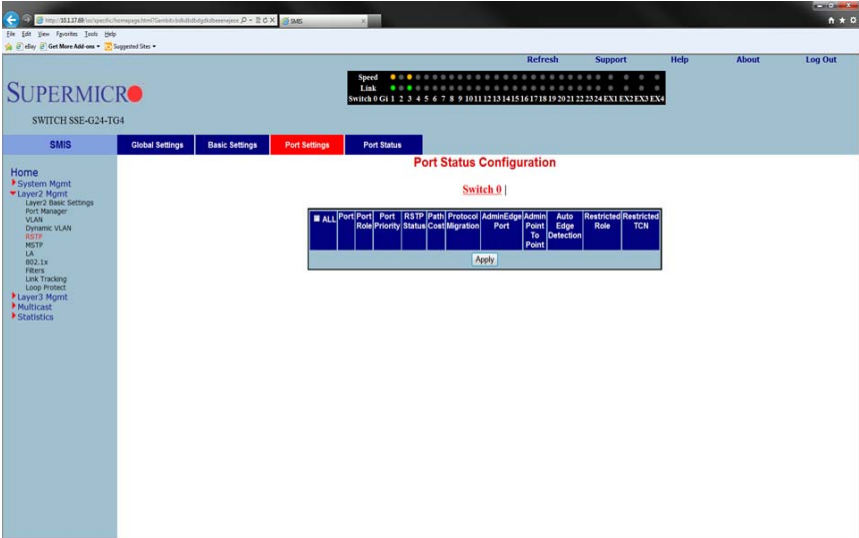 SMIS
File Edit View Favorites Tools Help
eBay Get More Add-ons Suggested Sites
Refresh Support Help About Log Out
SUPERMICRO
SWITCH SSE-G24-TG4
Speed
Link
Switch 0 Gi 1 2 3 4 5 6 7 8 9 10 11 12 13 14 15 16 17 18 19 20 21 22 23 24 EX1 EX2 EX3 EX4
SMIS
Global Settings Basic Settings Port Settings Port Status
Port Status Configuration
Switch 0 |
Home
System Mgmt
Layer2 Mgmt
Layer2 Basic Settings
Port Manager
VLAN
Dynamic VLAN
RSTP
MSTP
LA
802.1x
Filters
Link Tracking
Loop Protect
Layer3 Mgmt
Multicast
Statistics
ALL Port Port Role Port Priority RSTP Status Path Cost Protocol Migration AdminEdge Port Admin Point To Point Auto Edge Detection Restricted Role Restricted TCN
Apply